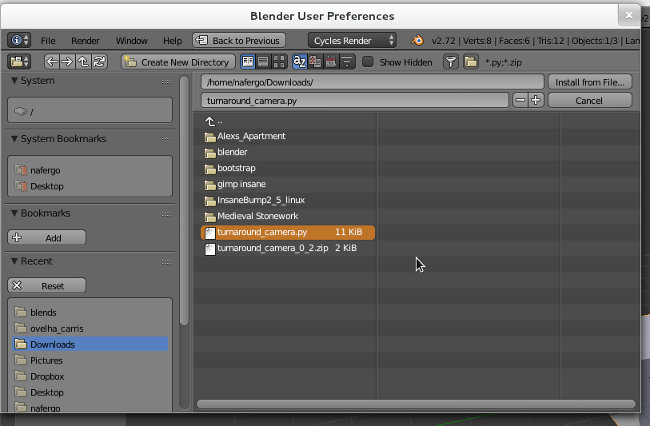 Blender User Preferences
File Render Window Help Back to Previous Cycles Render v2.72 | Verts:8 | Faces:6 | Tris:12 | Objects:1/3 |
Create New Directory Show Hidden *.py;*.zip
System
/
System Bookmarks
nafergo
Desktop
Bookmarks
Add
Recent
Reset
blends
ovelha_carris
Downloads
Pictures
Dropbox
Desktop
nafergo
/home/nafergo/Downloads/ Install from File...
turnaround_camera.py Cancel
..
Alexs_Apartment
blender
bootstrap
gimp insane
InsaneBump2_5_linux
Medieval Stonework
turnaround_camera.py 11 KiB
turnaround_camera_0_2.zip 2 KiB